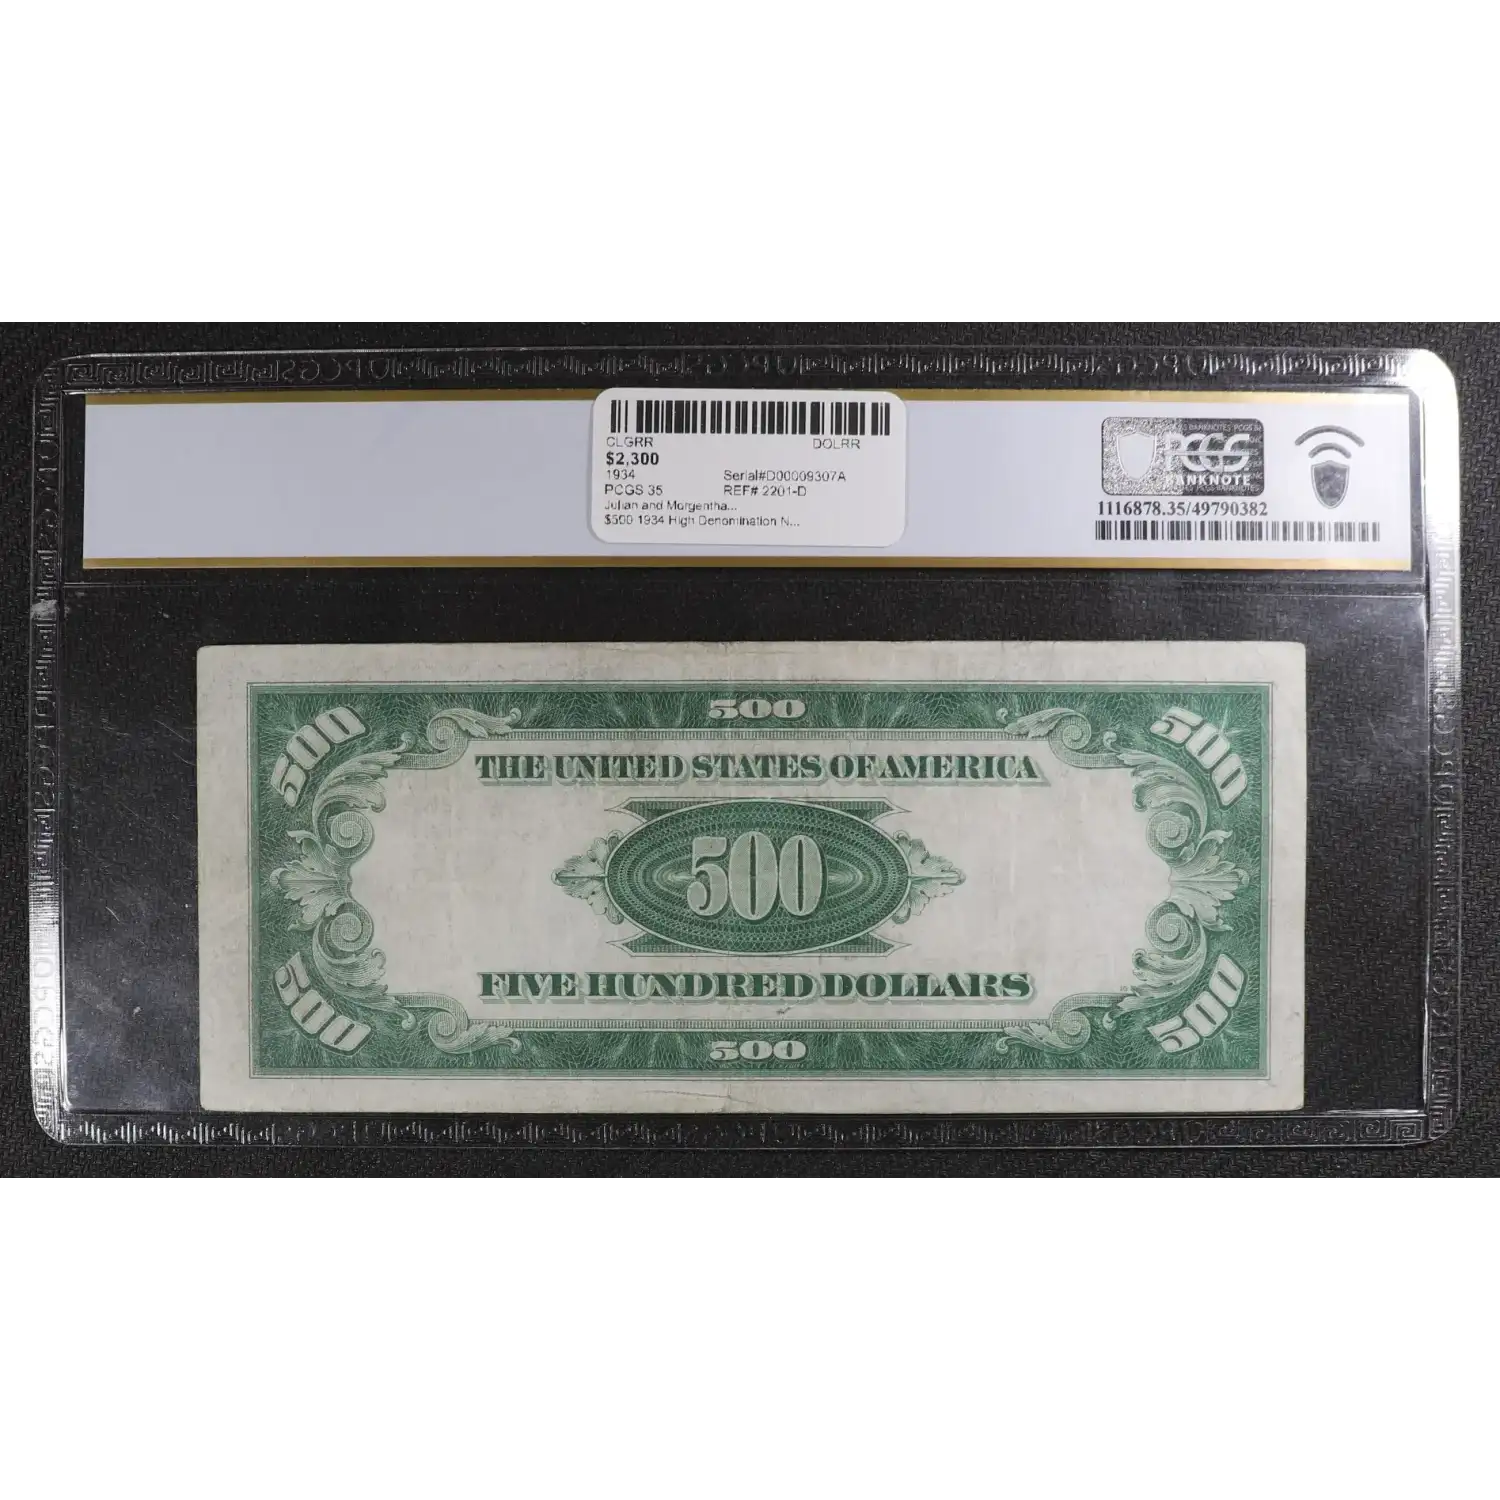 CLGRR DOLRR
$2,300
1934 Serial#D00009307A
PCGS 35 REF# 2201-D
Julian and Morgentha...
$500 1934 High Denomination N...
PCGS
BANKNOTE
1116878.35/49790382
500
500 500
THE UNITED STATES OF AMERICA
500
FIVE HUNDRED DOLLARS
500 500
500